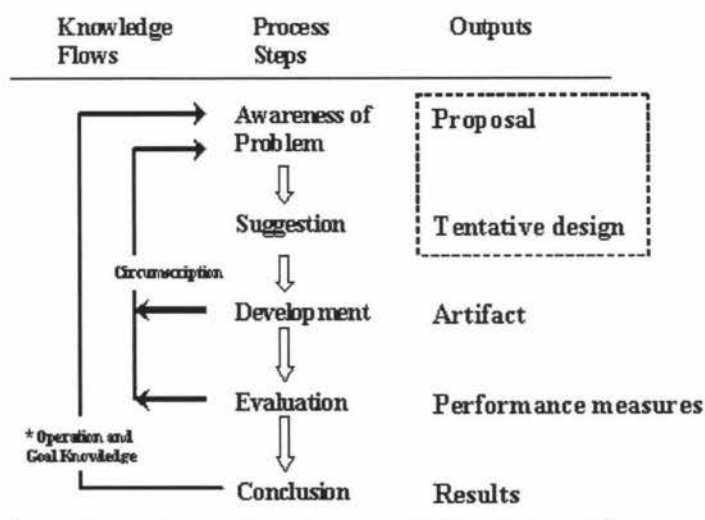 Knowledge Flows
Process Steps
Outputs
Awareness of Problem
Proposal
Suggestion
Tentative design
Circumscription
Development
Artifact
Evaluation
Performance measures
* Operation and
Goal Knowledge
Conclusion
Results